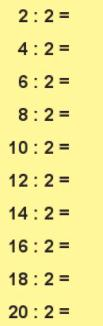 2 : 2 =
4 : 2 =
6 : 2 =
8 : 2 =
10 : 2 =
12 : 2 =
14 : 2 =
16 : 2 =
18 : 2 =
20 : 2 =